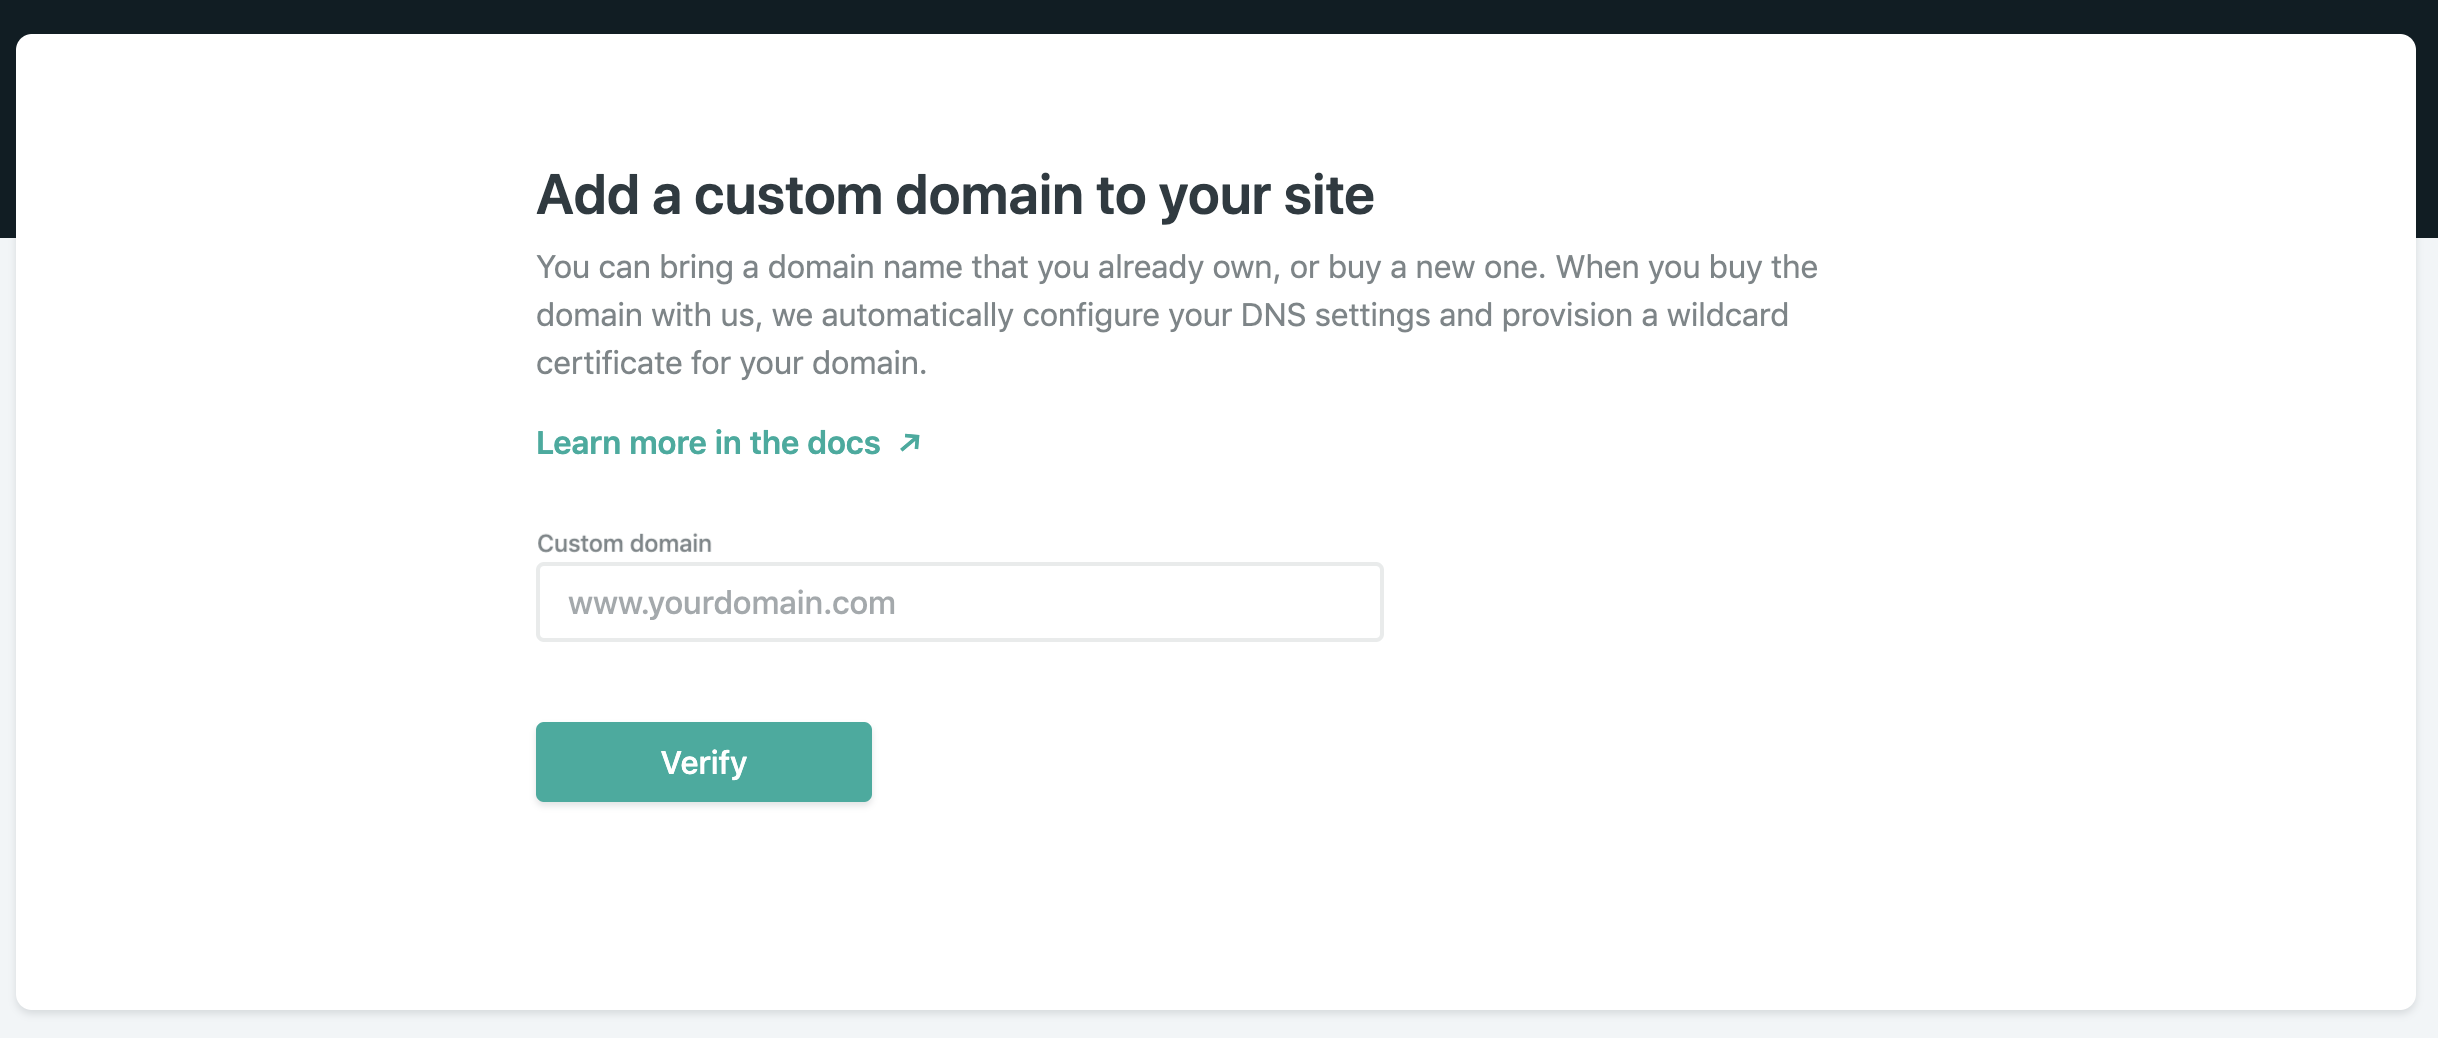 Add a custom domain to your site
You can bring a domain name that you already own, or buy a new one. When you buy the
domain with us, we automatically configure your DNS settings and provision a wildcard
certificate for your domain.
Learn more in the docs ↗
Custom domain
www.yourdomain.com
Verify